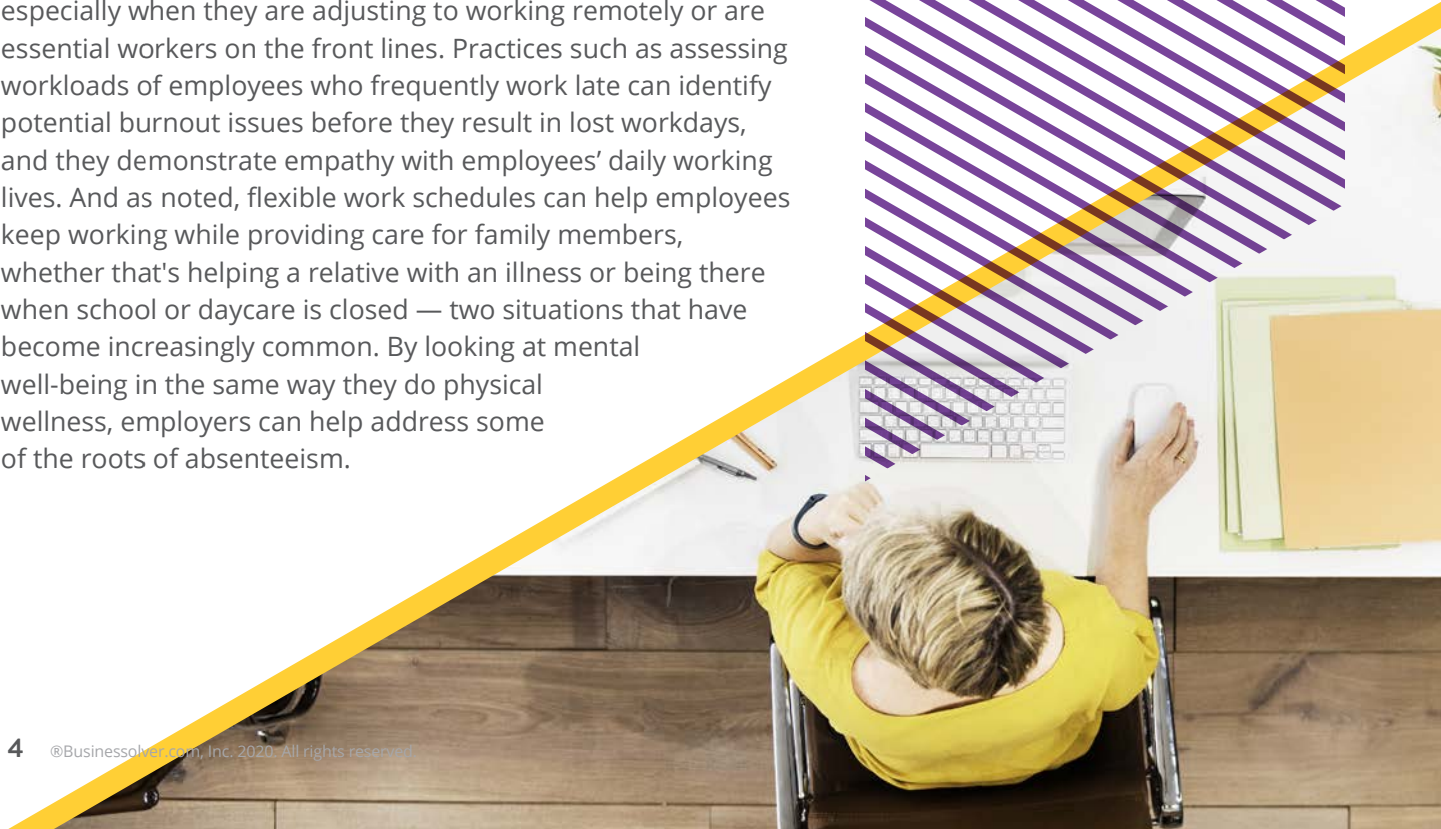 especially when they are adjusting to working remotely or are
essential workers on the front lines. Practices such as assessing
workloads of employees who frequently work late can identify
potential burnout issues before they result in lost workdays,
and they demonstrate empathy with employees’ daily working
lives. And as noted, flexible work schedules can help employees
keep working while providing care for family members,
whether that's helping a relative with an illness or being there
when school or daycare is closed — two situations that have
become increasingly common. By looking at mental
well-being in the same way they do physical
wellness, employers can help address some
of the roots of absenteeism.
4 ®Businessolver.com, Inc. 2020. All rights reserved.